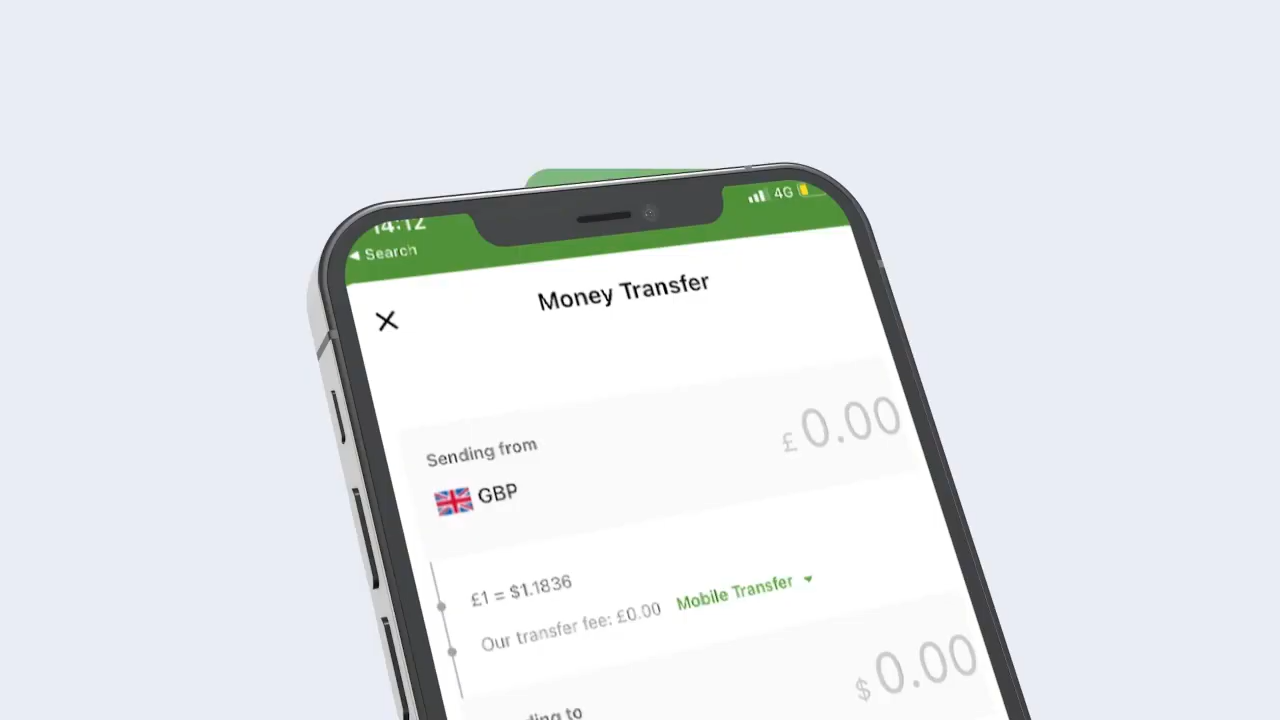 14:12
4G
Search
Money Transfer
£ 0.00
Sending from
GBP
£1 = $1.1836
Our transfer fee: £0.00 Mobile Transfer
$ 0.00
to